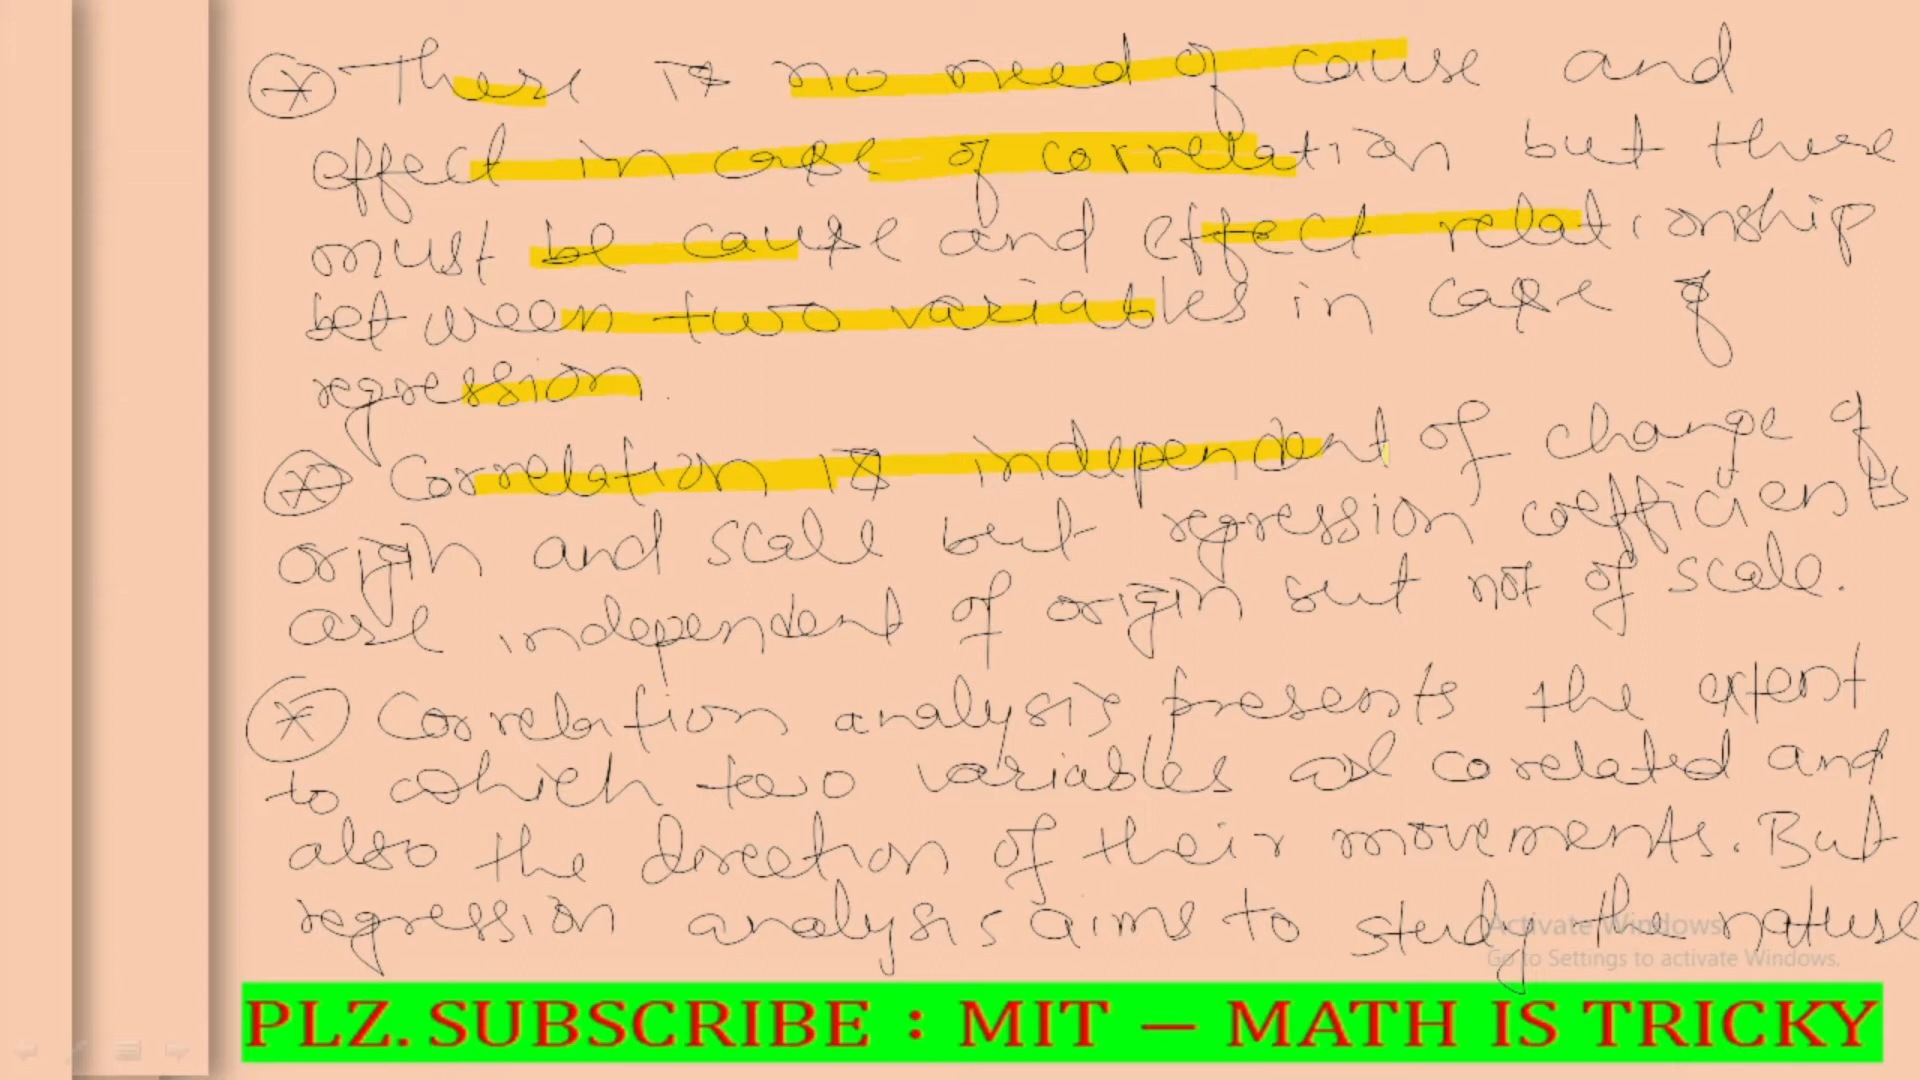 There is no need of cause and
effect in case of correlation but there
must be cause and effect relationship
between two variables in case of
regression.
Correlation is independent of change of
origin and scale but regression coefficients
are independent of origin but not of scale.
Correlation analysis presents the extent
to which two variables are corelated and
also the direction of their movements. But
regression analysis aims to study the nature
Activate Windows
Go to Settings to activate Windows.
PLZ. SUBSCRIBE : MIT – MATH IS TRICKY